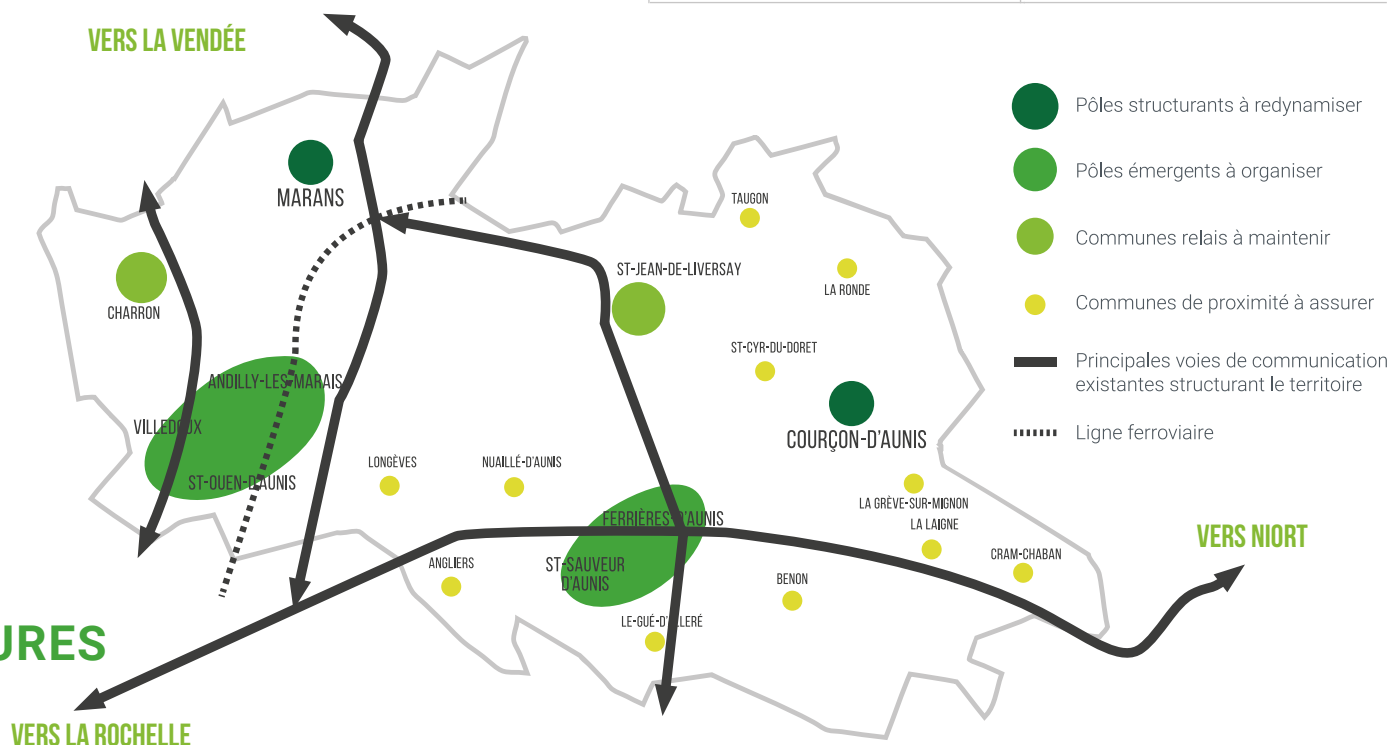 VERS LA VENDÉE
MARANS
CHARRON
ANDILLY-LES-MARAIS
VILLEDOUX
ST-OUEN-D'AUNIS
LONGÈVES
NUAILLÉ-D'AUNIS
ANGLIERS
ST-JEAN-DE-LIVERSAY
TAUGON
LA RONDE
ST-CYR-DU-DORET
COURÇON-D'AUNIS
LA GRÈVE-SUR-MIGNON
LA LAIGNE
CRAM-CHABAN
FERRIÈRES-D'AUNIS
ST-SAUVEUR
D'AUNIS
BENON
LE-GUÉ-D'ALLERÉ
VERS NIORT
URES
VERS LA ROCHELLE
Pôles structurants à redynamiser
Pôles émergents à organiser
Communes relais à maintenir
Communes de proximité à assurer
Principales voies de communication
existantes structurant le territoire
Ligne ferroviaire